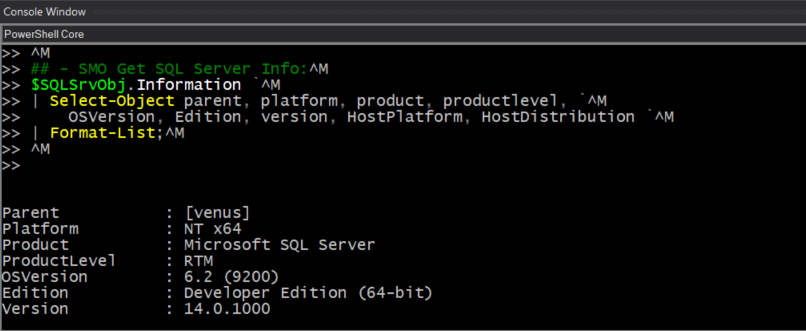 Console Window
PowerShell Core
>> ^M
>> ## - SMO Get SQL Server Info:^M
>> $SQLSrvObj.Information `^M
>> | Select-Object parent, platform, product, productlevel, `^M
>>     OSVersion, Edition, version, HostPlatform, HostDistribution `^M
>> | Format-List;^M
>> ^M
>>
Parent           : [venus]
Platform         : NT x64
Product          : Microsoft SQL Server
ProductLevel     : RTM
OSVersion        : 6.2 (9200)
Edition          : Developer Edition (64-bit)
Version          : 14.0.1000